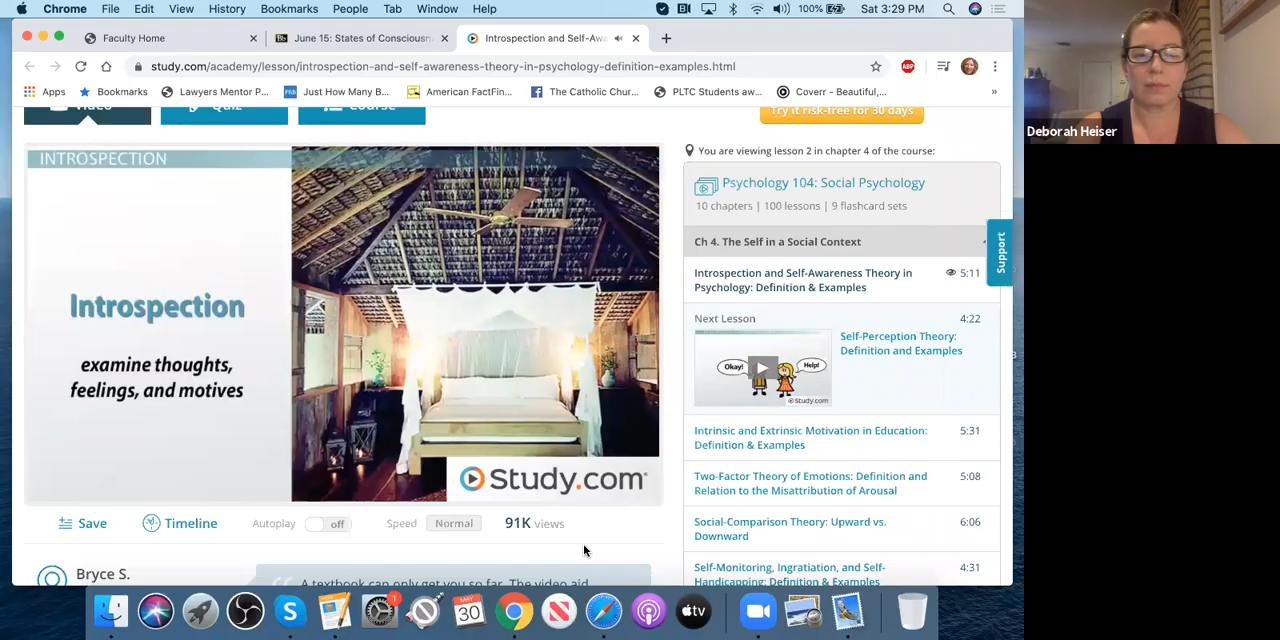 Chrome File Edit View History Bookmarks People Tab Window Help 100% Sat 3:29 PM
Faculty Home
June 15: States of Consciousn
Introspection and Self-Aw
study.com/academy/lesson/introspection-and-self-awareness-theory-in-psychology-definition-examples.html
ABP
Apps Bookmarks Lawyers Mentor P... Just How Many B... American FactFin... The Catholic Chur... PLTC Students aw... Coverr - Beautiful,... »
Video Quiz Course
Try it risk-free for 30 days
INTROSPECTION
Introspection
examine thoughts,
feelings, and motives
Study.com
Save Timeline Autoplay off Speed Normal 91K views
Bryce S.
A textbook can only get you so far. The video aid
You are viewing lesson 2 in chapter 4 of the course:
Psychology 104: Social Psychology
10 chapters | 100 lessons | 9 flashcard sets
Ch 4. The Self in a Social Context
Introspection and Self-Awareness Theory in 5:11
Psychology: Definition & Examples
Next Lesson 4:22
Okay!
Help!
Study.com
Self-Perception Theory:
Definition and Examples
Intrinsic and Extrinsic Motivation in Education: 5:31
Definition & Examples
Two-Factor Theory of Emotions: Definition and 5:08
Relation to the Misattribution of Arousal
Social-Comparison Theory: Upward vs. 6:06
Downward
Self-Monitoring, Ingratiation, and Self- 4:31
Handicapping: Definition & Examples
Support
Deborah Heiser
1
MAY
30
tv